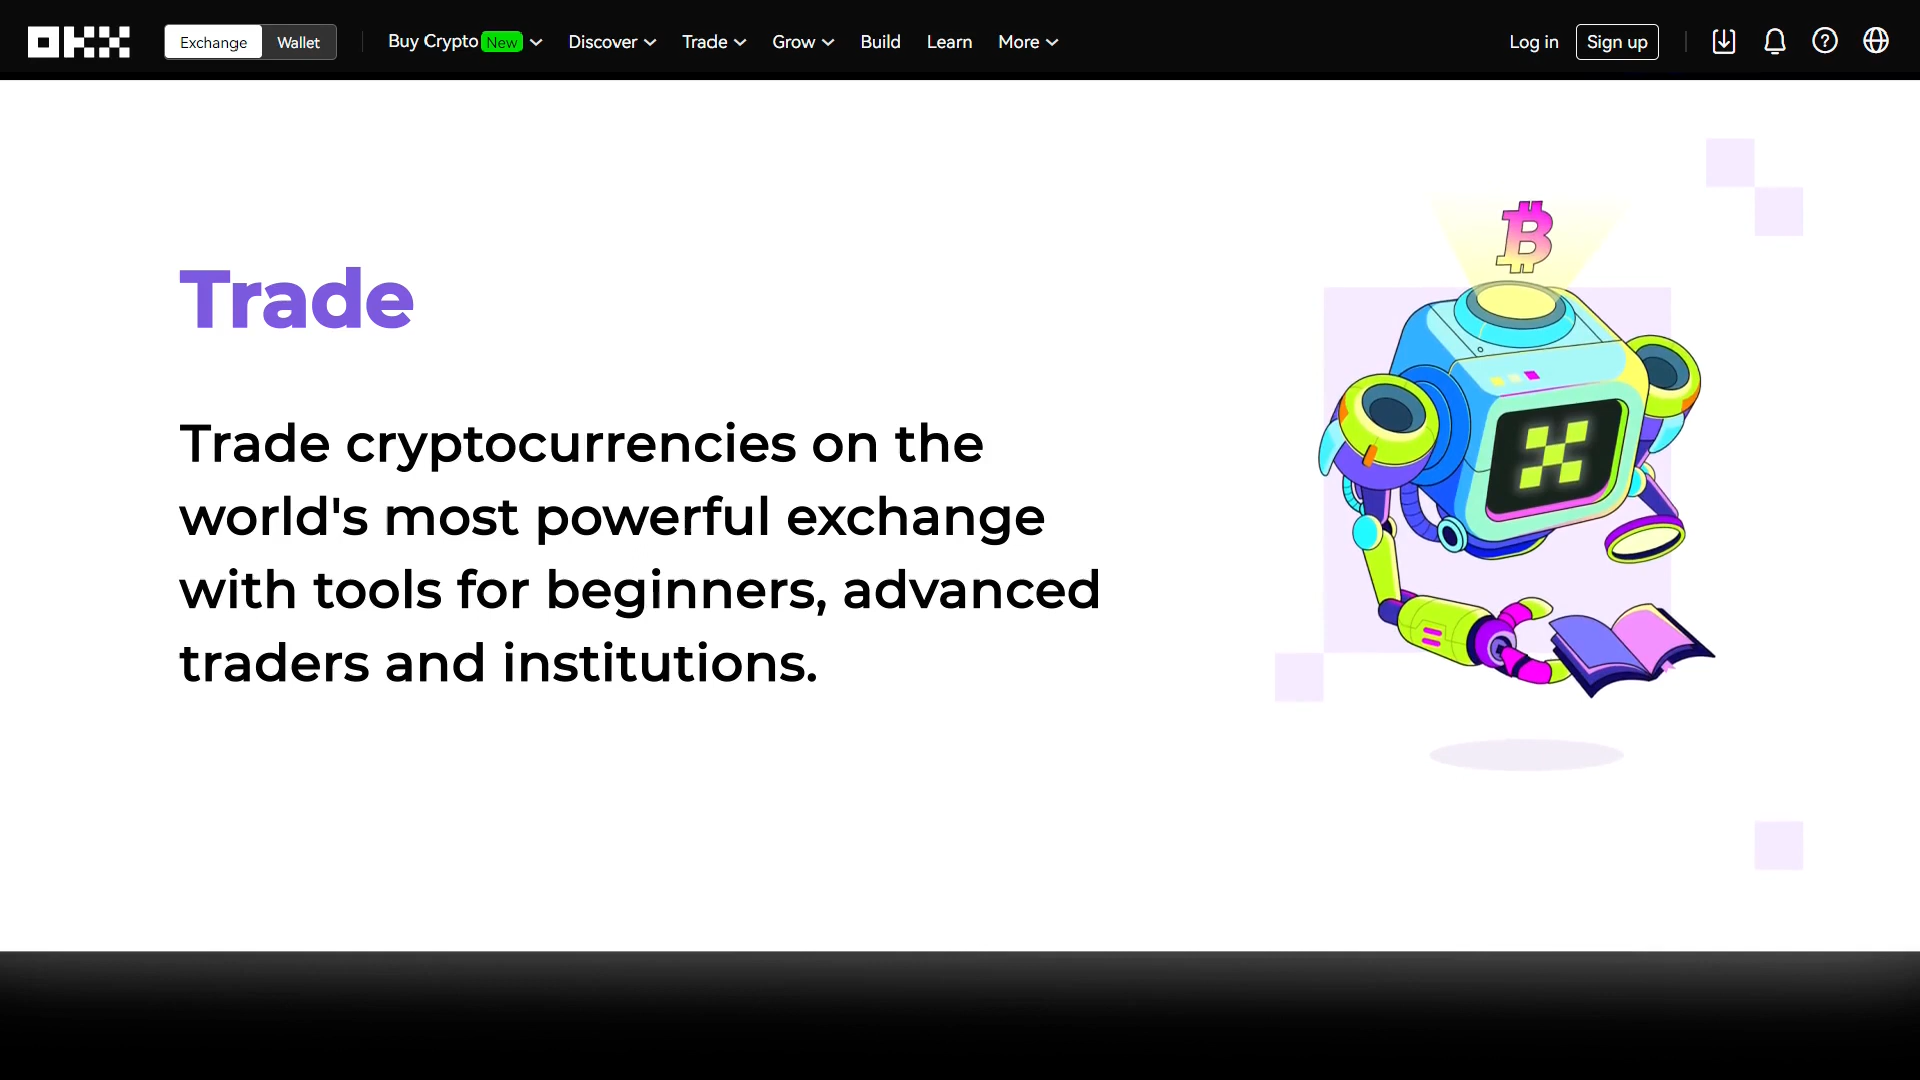 OKX
Exchange Wallet Buy Crypto New Discover Trade Grow Build Learn More Log in Sign up
Trade
Trade cryptocurrencies on the
world's most powerful exchange
with tools for beginners, advanced
traders and institutions.